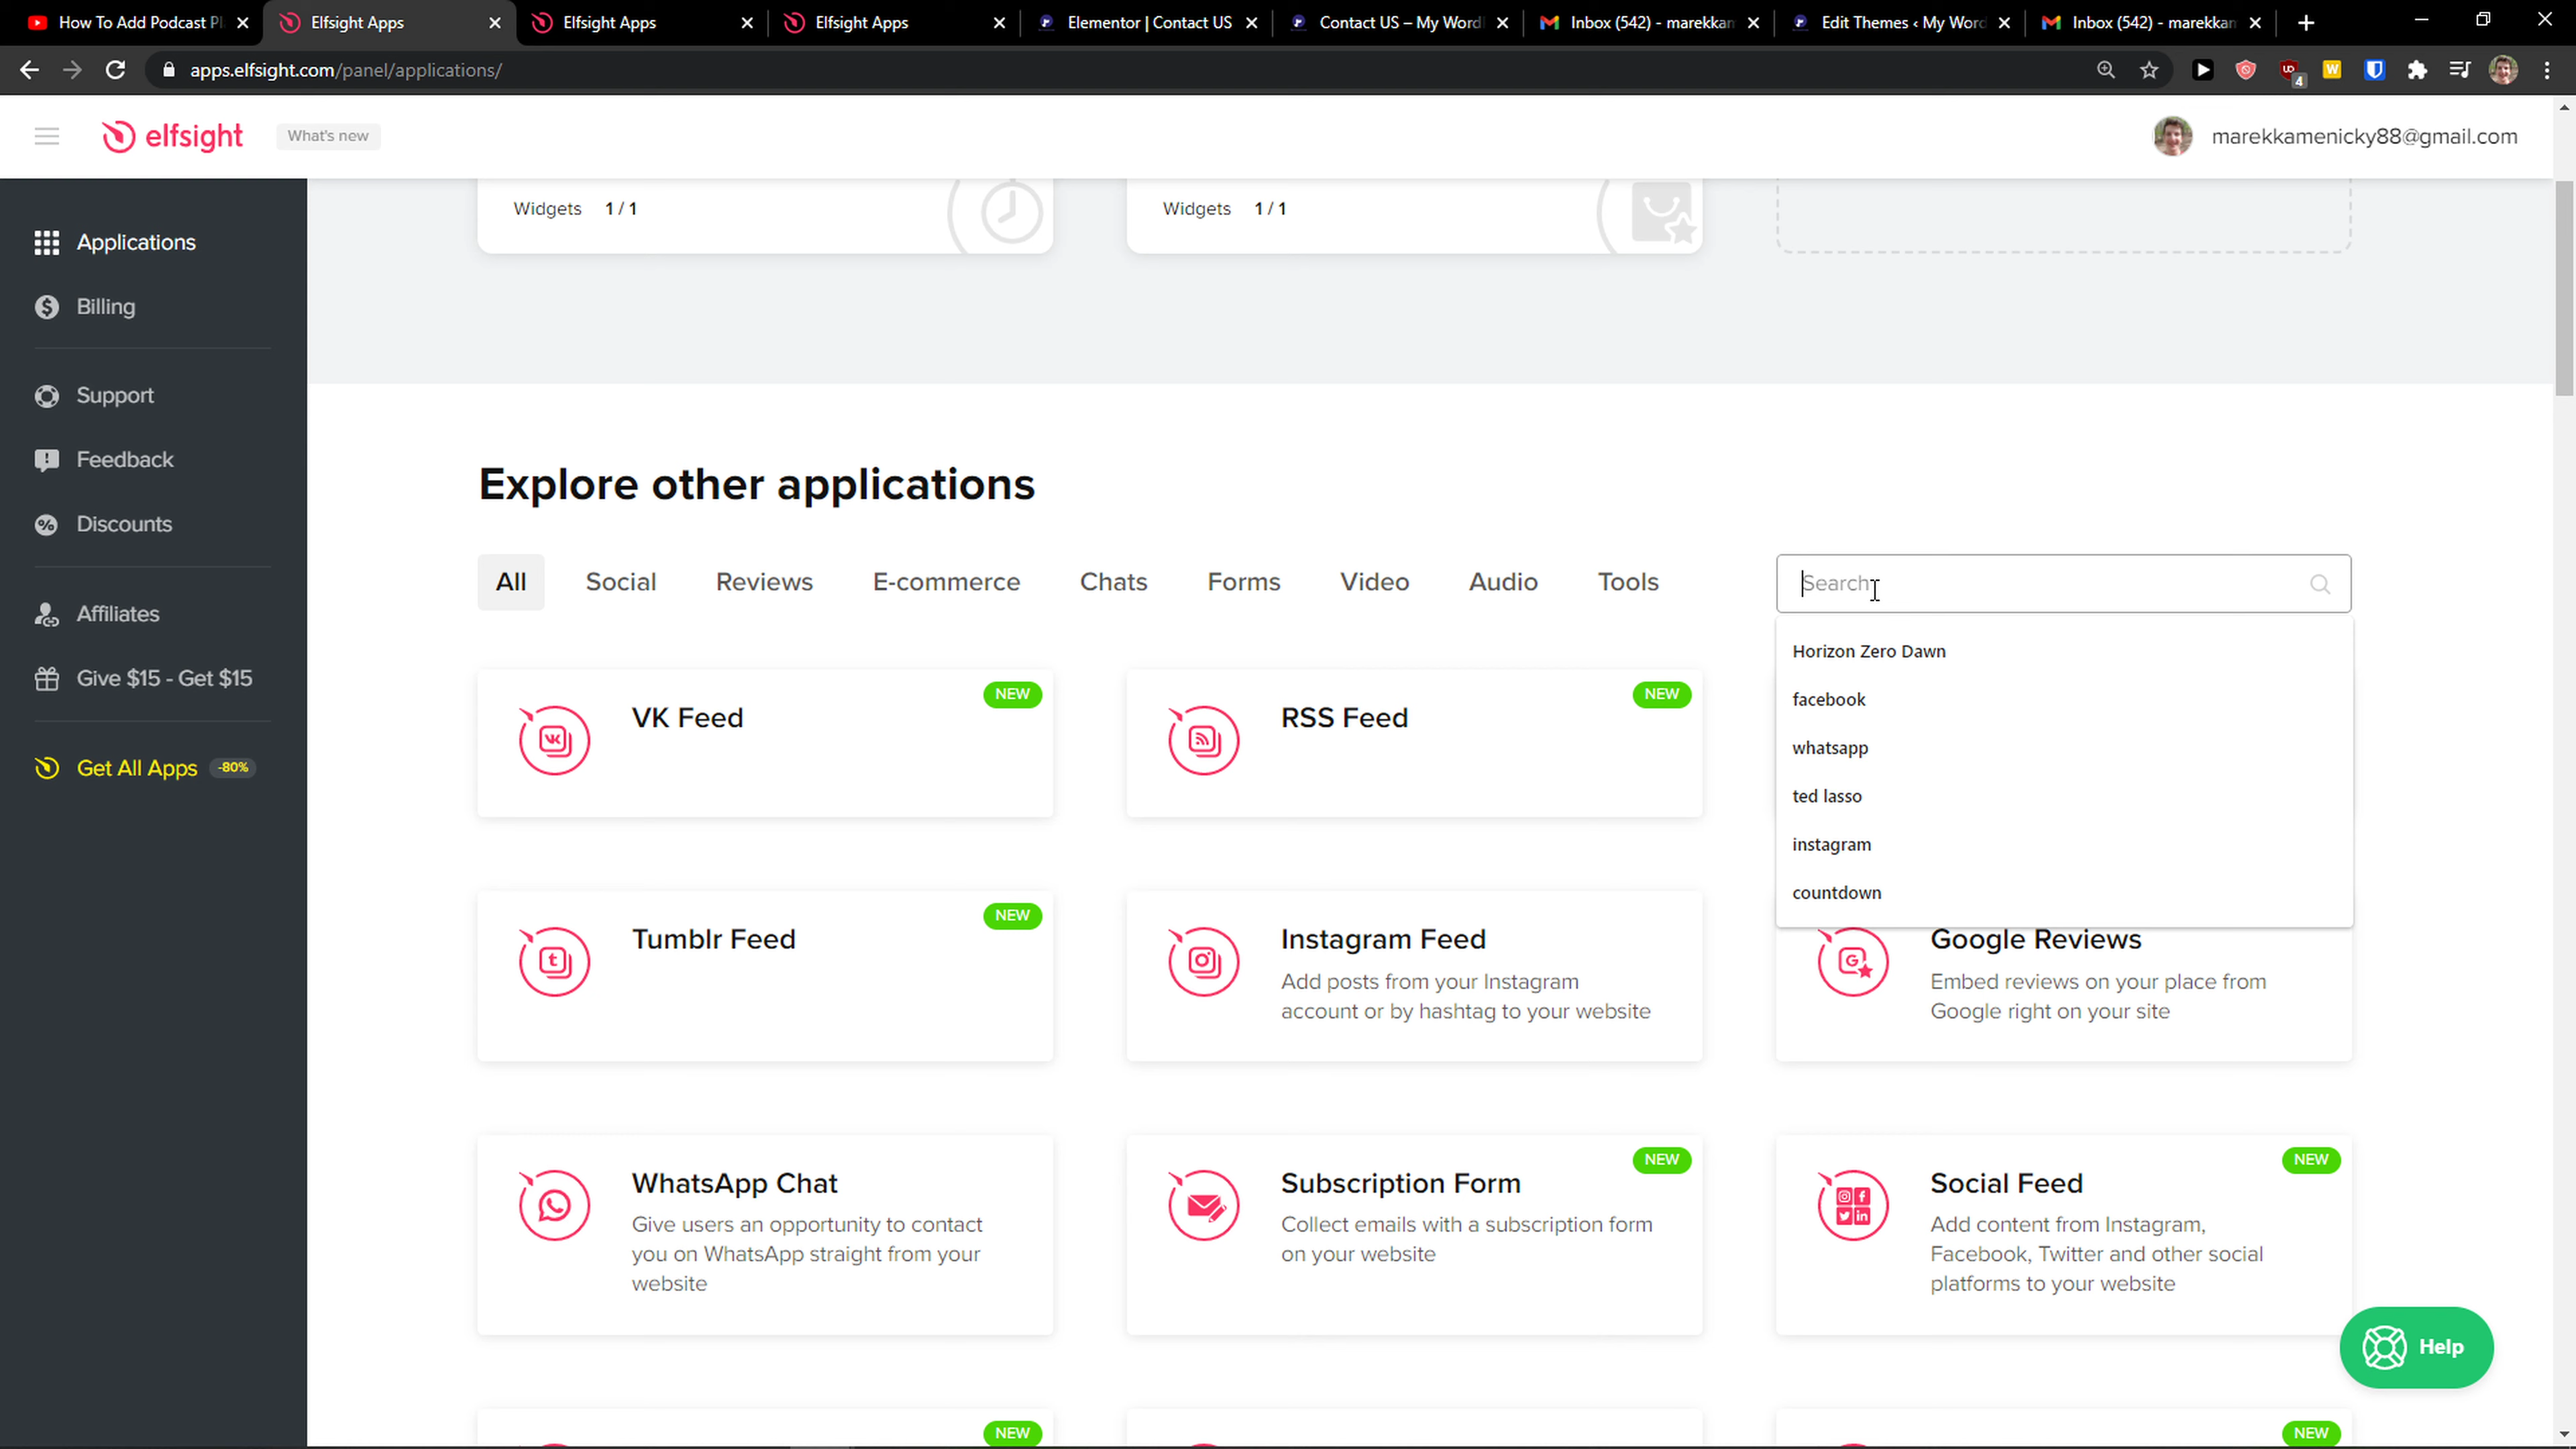 How To Add Podcast Pl
Elfsight Apps
Elfsight Apps
Elfsight Apps
Elementor | Contact US
Contact US – My Word
Inbox (542) - marekkam
Edit Themes ‹ My Word
Inbox (542) - marekkam
apps.elfsight.com/panel/applications/
4
elfsight
What's new
marekkamenicky88@gmail.com
Applications
Billing
Support
Feedback
Discounts
Affiliates
Give $15 - Get $15
Get All Apps
-80%
Widgets 1 / 1
Widgets 1 / 1
Explore other applications
All Social Reviews E-commerce Chats Forms Video Audio Tools
Search
Horizon Zero Dawn
facebook
whatsapp
ted lasso
instagram
countdown
VK Feed
NEW
RSS Feed
NEW
Tumblr Feed
NEW
Instagram Feed
Add posts from your Instagram
account or by hashtag to your website
Google Reviews
Embed reviews on your place from
Google right on your site
WhatsApp Chat
Give users an opportunity to contact
you on WhatsApp straight from your
website
Subscription Form
NEW
Collect emails with a subscription form
on your website
Social Feed
NEW
Add content from Instagram,
Facebook, Twitter and other social
platforms to your website
Help
NEW
NEW